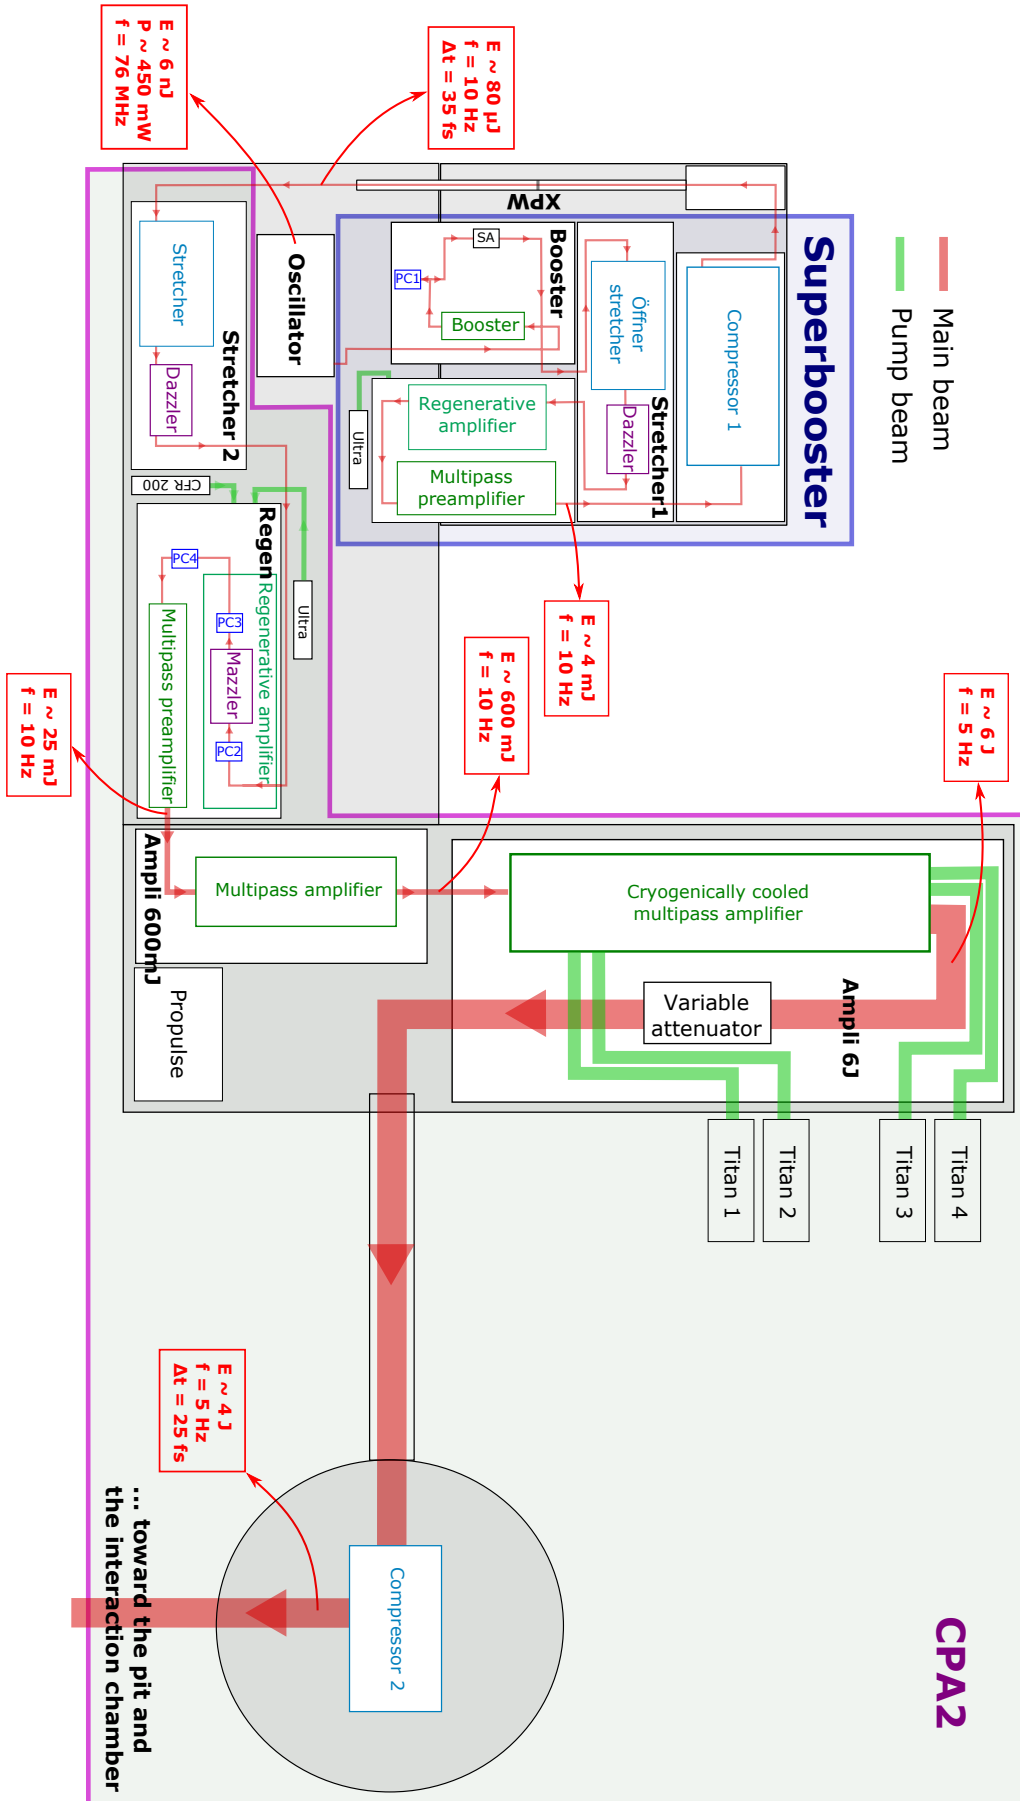 E ~ 6 nJ
P ~ 450 mW
f = 76 MHz
E ~ 80 µJ
f = 10 Hz
Δt = 35 fs
Main beam
Pump beam
Superbooster
XPW
Compressor 1
Stretcher1
Öffner
stretcher
Dazzler
Booster
SA
PC1
Booster
Regenerative
amplifier
Multipass
preamplifier
Ultra
Oscillator
Stretcher 2
Stretcher
Dazzler
CFR 200
Regen
Ultra
Regenerative amplifier
PC2
Mazzler
PC3
PC4
Multipass preamplifier
E ~ 4 mJ
f = 10 Hz
E ~ 600 mJ
f = 10 Hz
E ~ 6 J
f = 5 Hz
E ~ 25 mJ
f = 10 Hz
Ampli 600mJ
Multipass amplifier
Propulse
Cryogenically cooled
multipass amplifier
Variable
attenuator
Ampli 6J
Titan 1
Titan 2
Titan 3
Titan 4
E ~ 4 J
f = 5 Hz
Δt = 25 fs
Compressor 2
CPA2
... toward the pit and
the interaction chamber